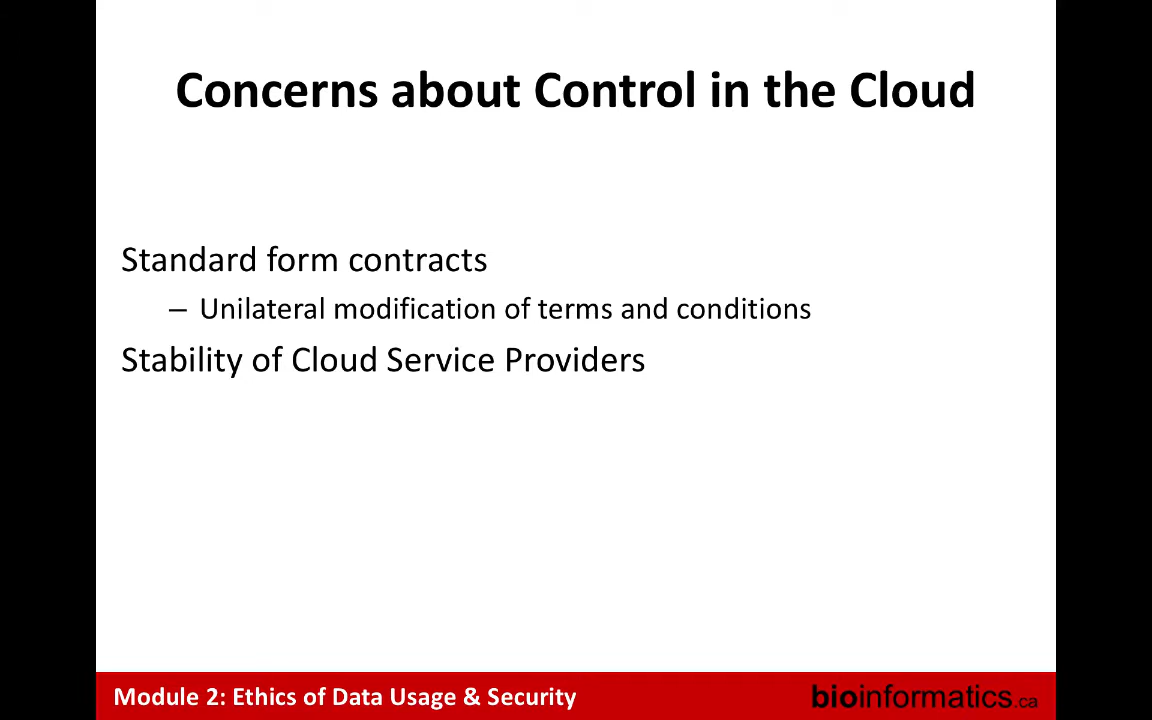 Concerns about Control in the Cloud
Standard form contracts
– Unilateral modification of terms and conditions
Stability of Cloud Service Providers
Module 2: Ethics of Data Usage & Security
bioinformatics.ca